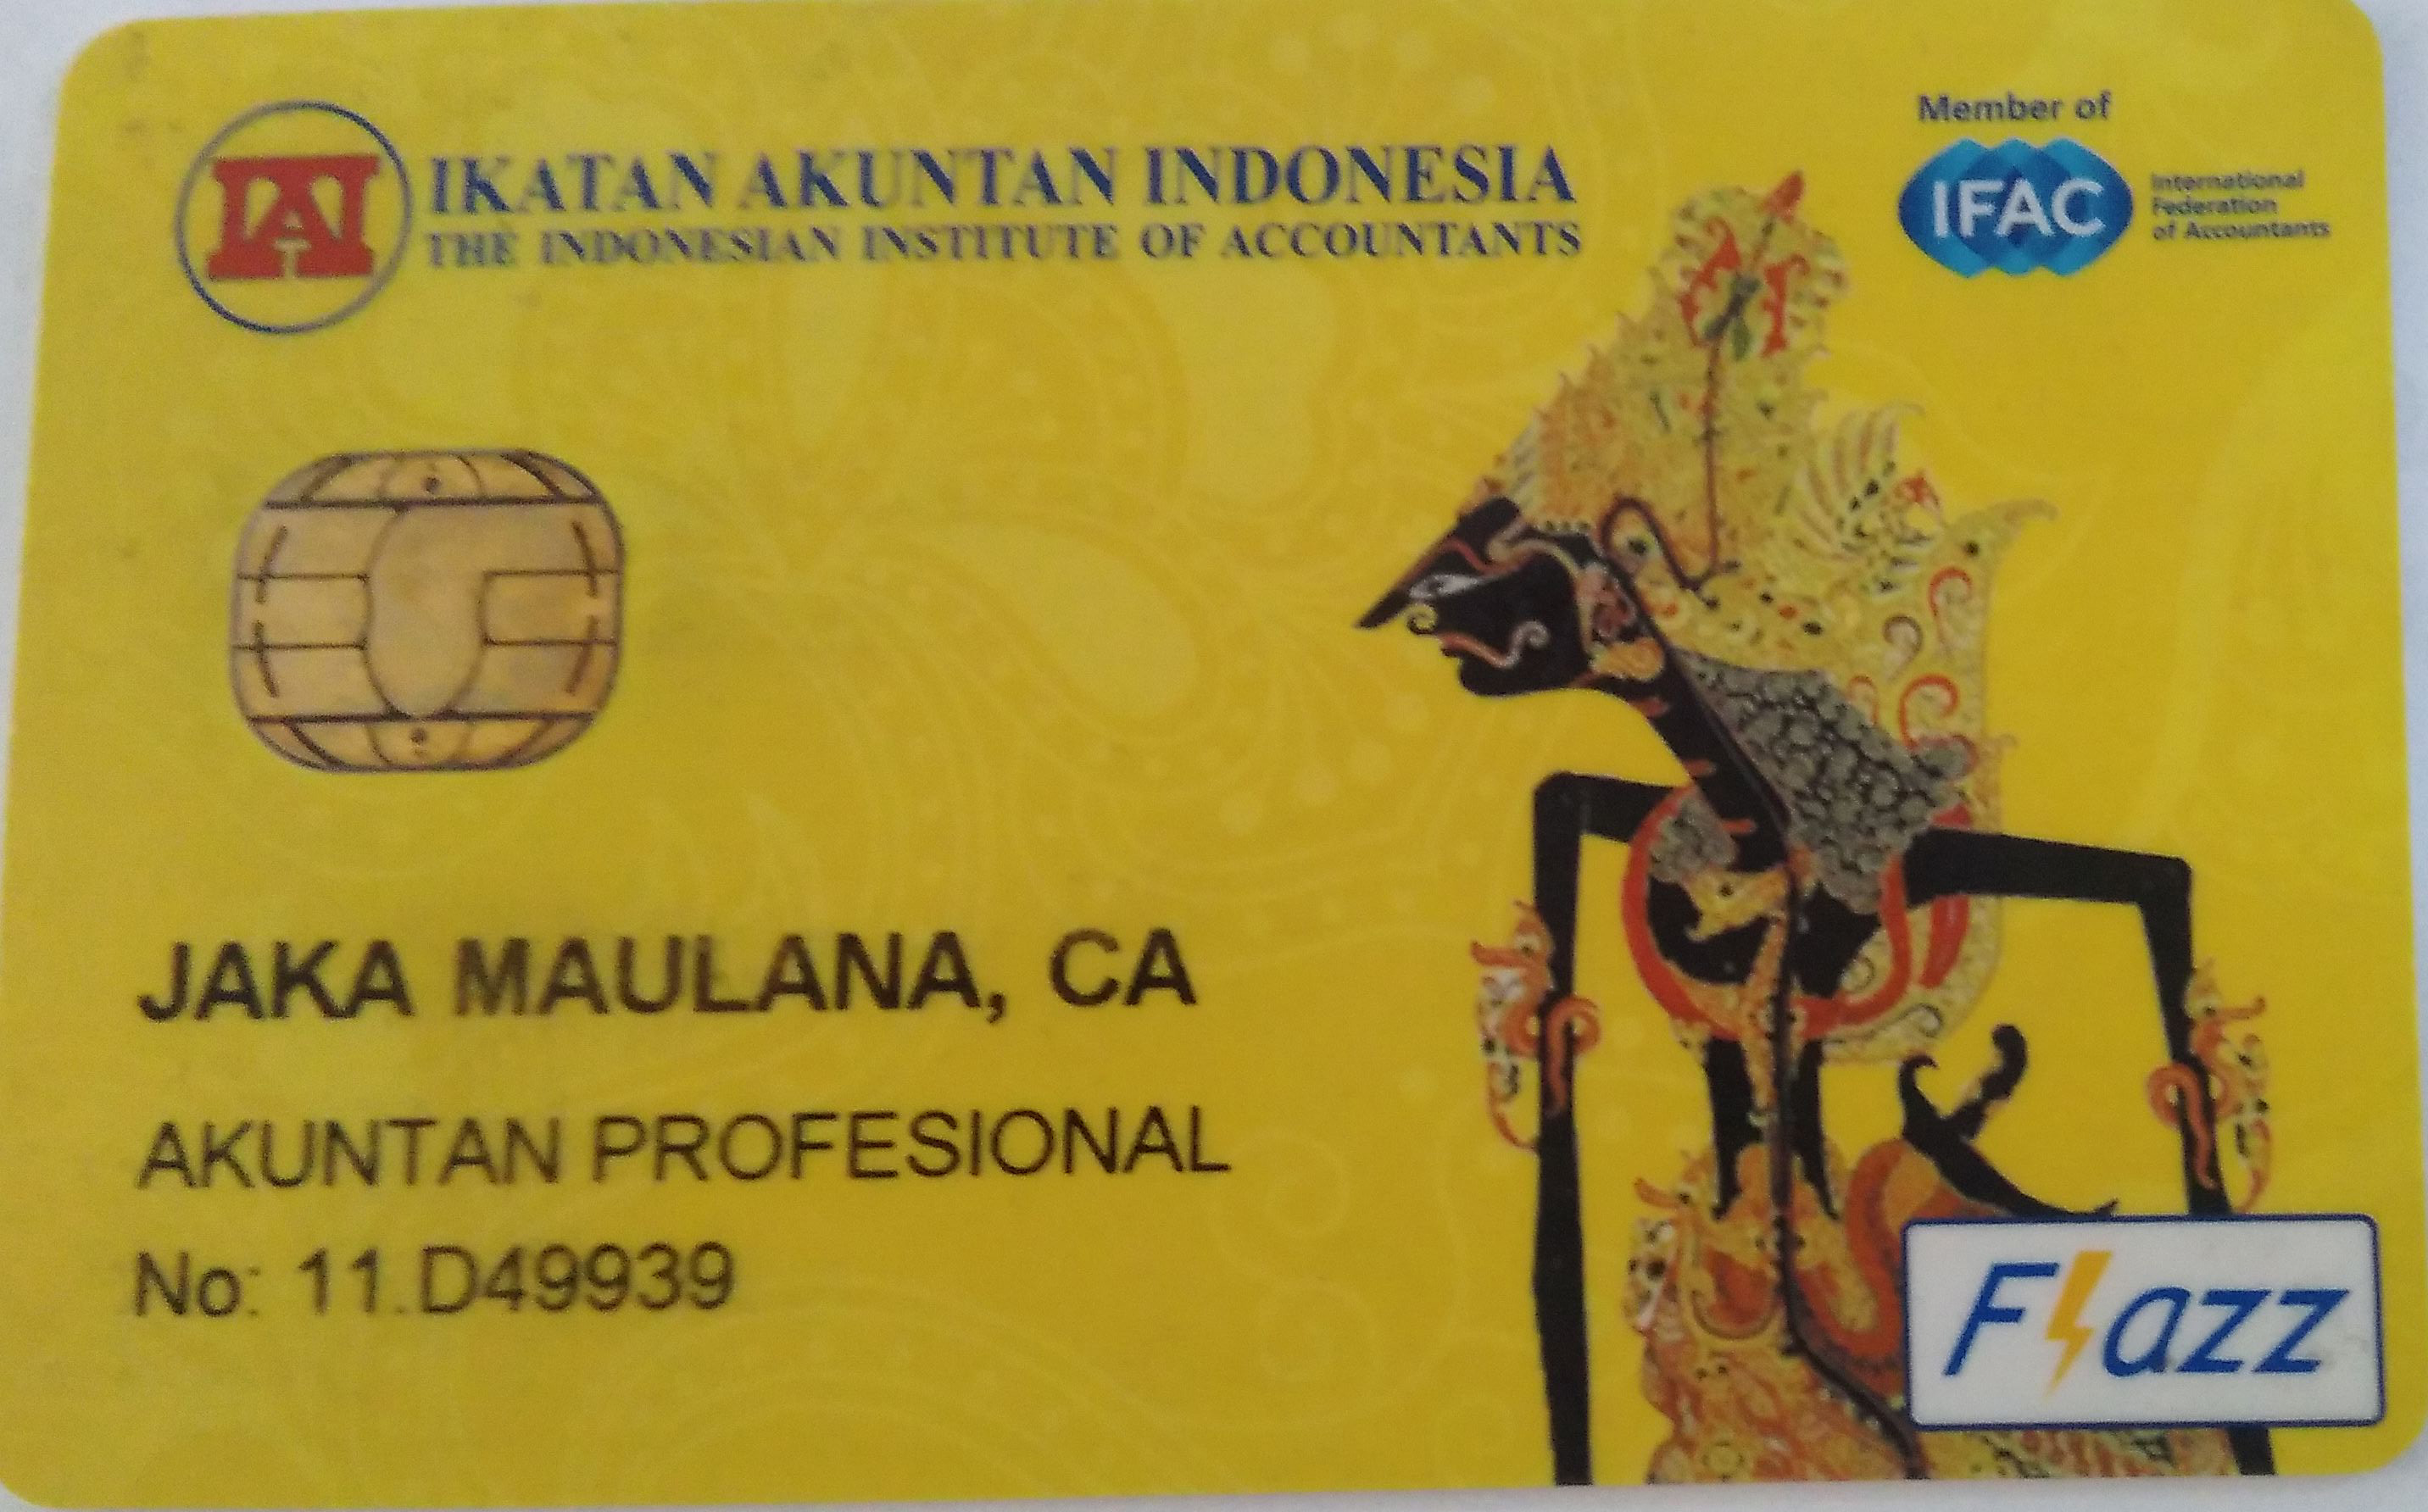 IAI
IKATAN AKUNTAN INDONESIA
THE INDONESIAN INSTITUTE OF ACCOUNTANTS
Member of
IFAC
International
Federation
of Accountants
JAKA MAULANA, CA
AKUNTAN PROFESIONAL
No: 11.D49939
Flazz